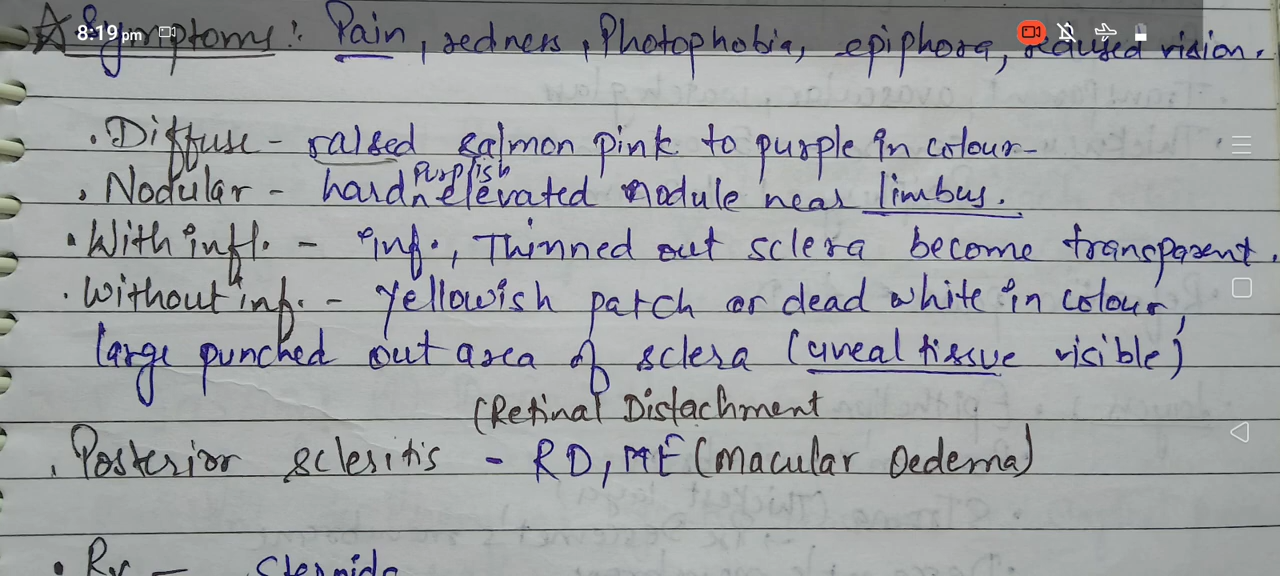 8:19 pm
☆ Symptoms: Pain, redness, Photophobia, epiphora, reduced vision.
. Diffuse - raised salmon pink to purple in colour-
purplish
. Nodular - hard elevated nodule near limbus.
. With infl. - inf., Thinned out sclera become transparent.
. Without inf. - yellowish patch or dead white in colour,
large punched out area of sclera (uveal tissue visible)
(Retinal Distachment
. Posterior scleritis - RD, ME (Macular Oedema)
. Rx - Steroids